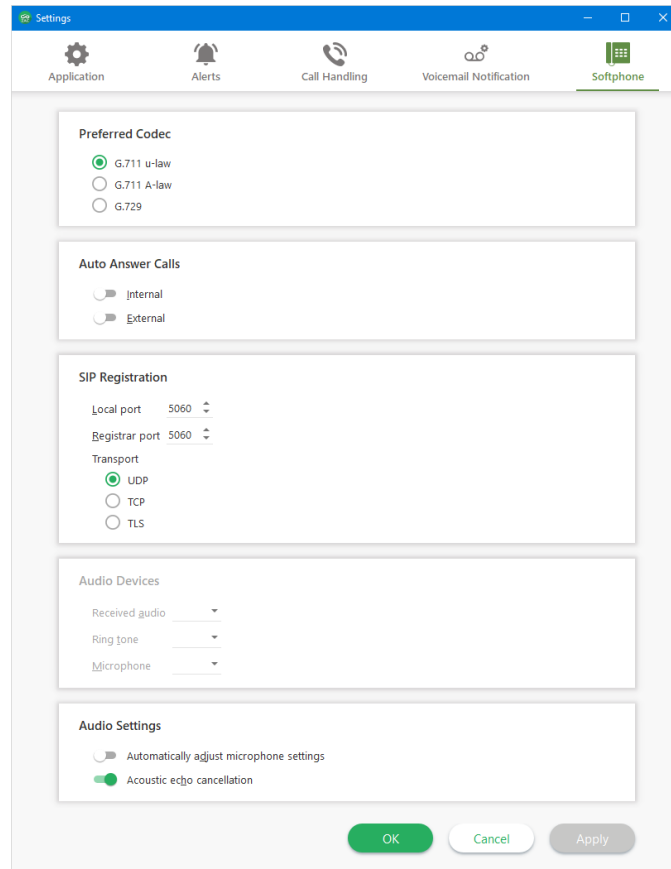 Settings
Application Alerts Call Handling Voicemail Notification Softphone
Preferred Codec
G.711 u-law
G.711 A-law
G.729
Auto Answer Calls
Internal
External
SIP Registration
Local port 5060
Registrar port 5060
Transport
UDP
TCP
TLS
Audio Devices
Received audio
Ring tone
Microphone
Audio Settings
Automatically adjust microphone settings
Acoustic echo cancellation
OK Cancel Apply